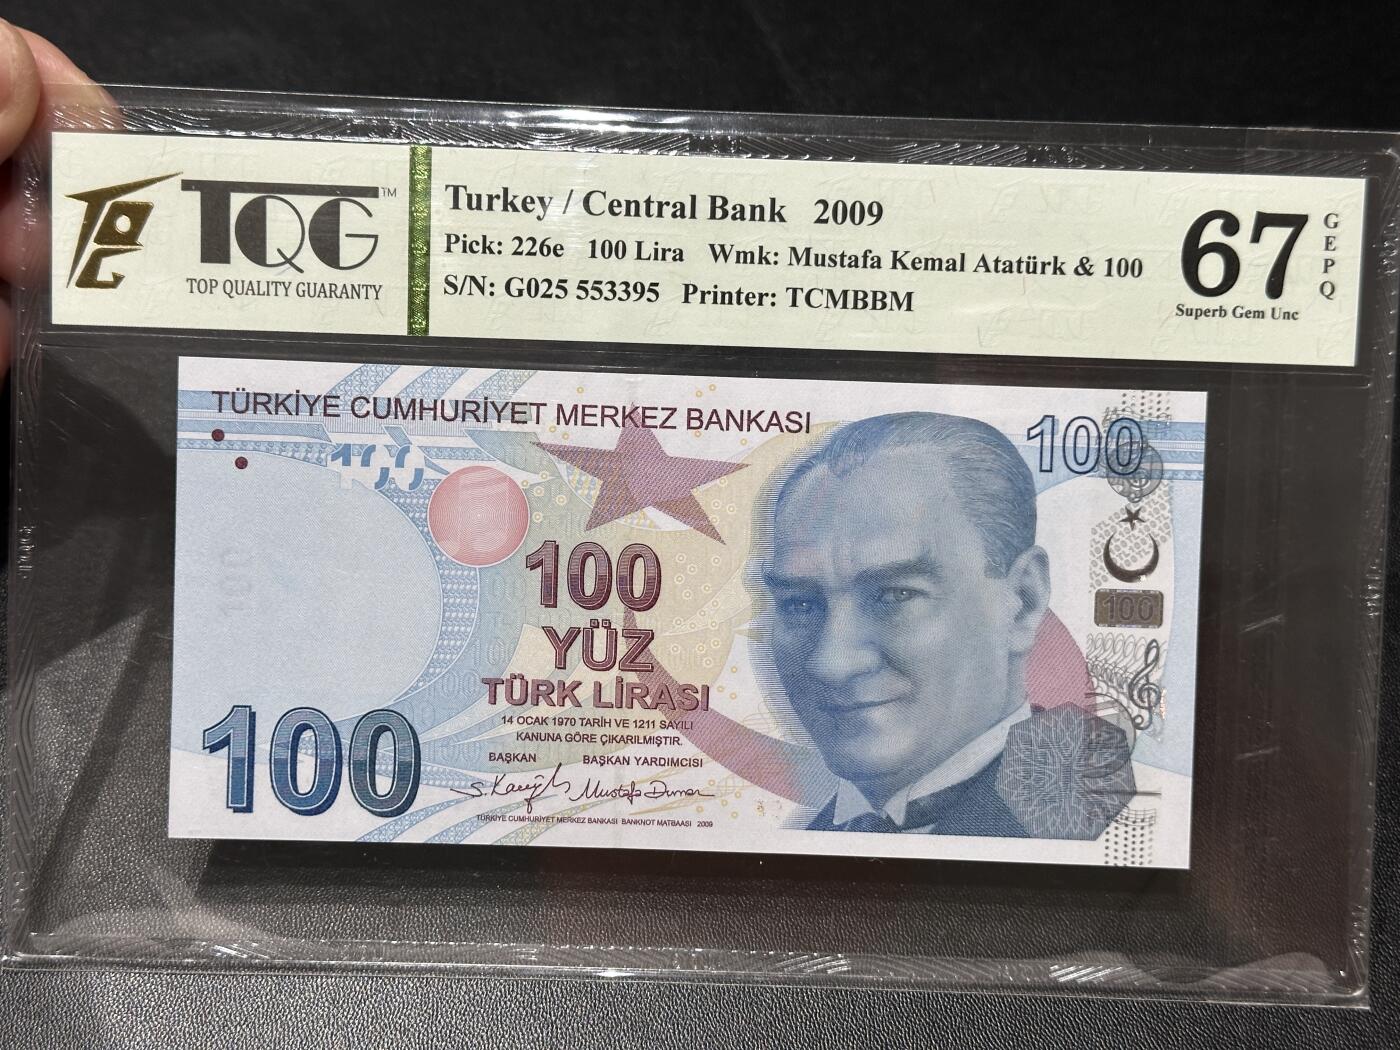 TQG™
TOP QUALITY GUARANTY
Turkey / Central Bank 2009
Pick: 226e 100 Lira Wmk: Mustafa Kemal Atatürk & 100
S/N: G025 553395 Printer: TCMBBM
67
GEPQ
Superb Gem Unc
TÜRKİYE CUMHURİYET MERKEZ BANKASI
100
100
100
YÜZ
TÜRK LİRASI
14 OCAK 1970 TARİH VE 1211 SAYILI
KANUNA GÖRE ÇIKARILMIŞTIR.
BAŞKAN BAŞKAN YARDIMCISI
TÜRKİYE CUMHURİYET MERKEZ BANKASI BANKNOT MATBAASI 2009
100
100